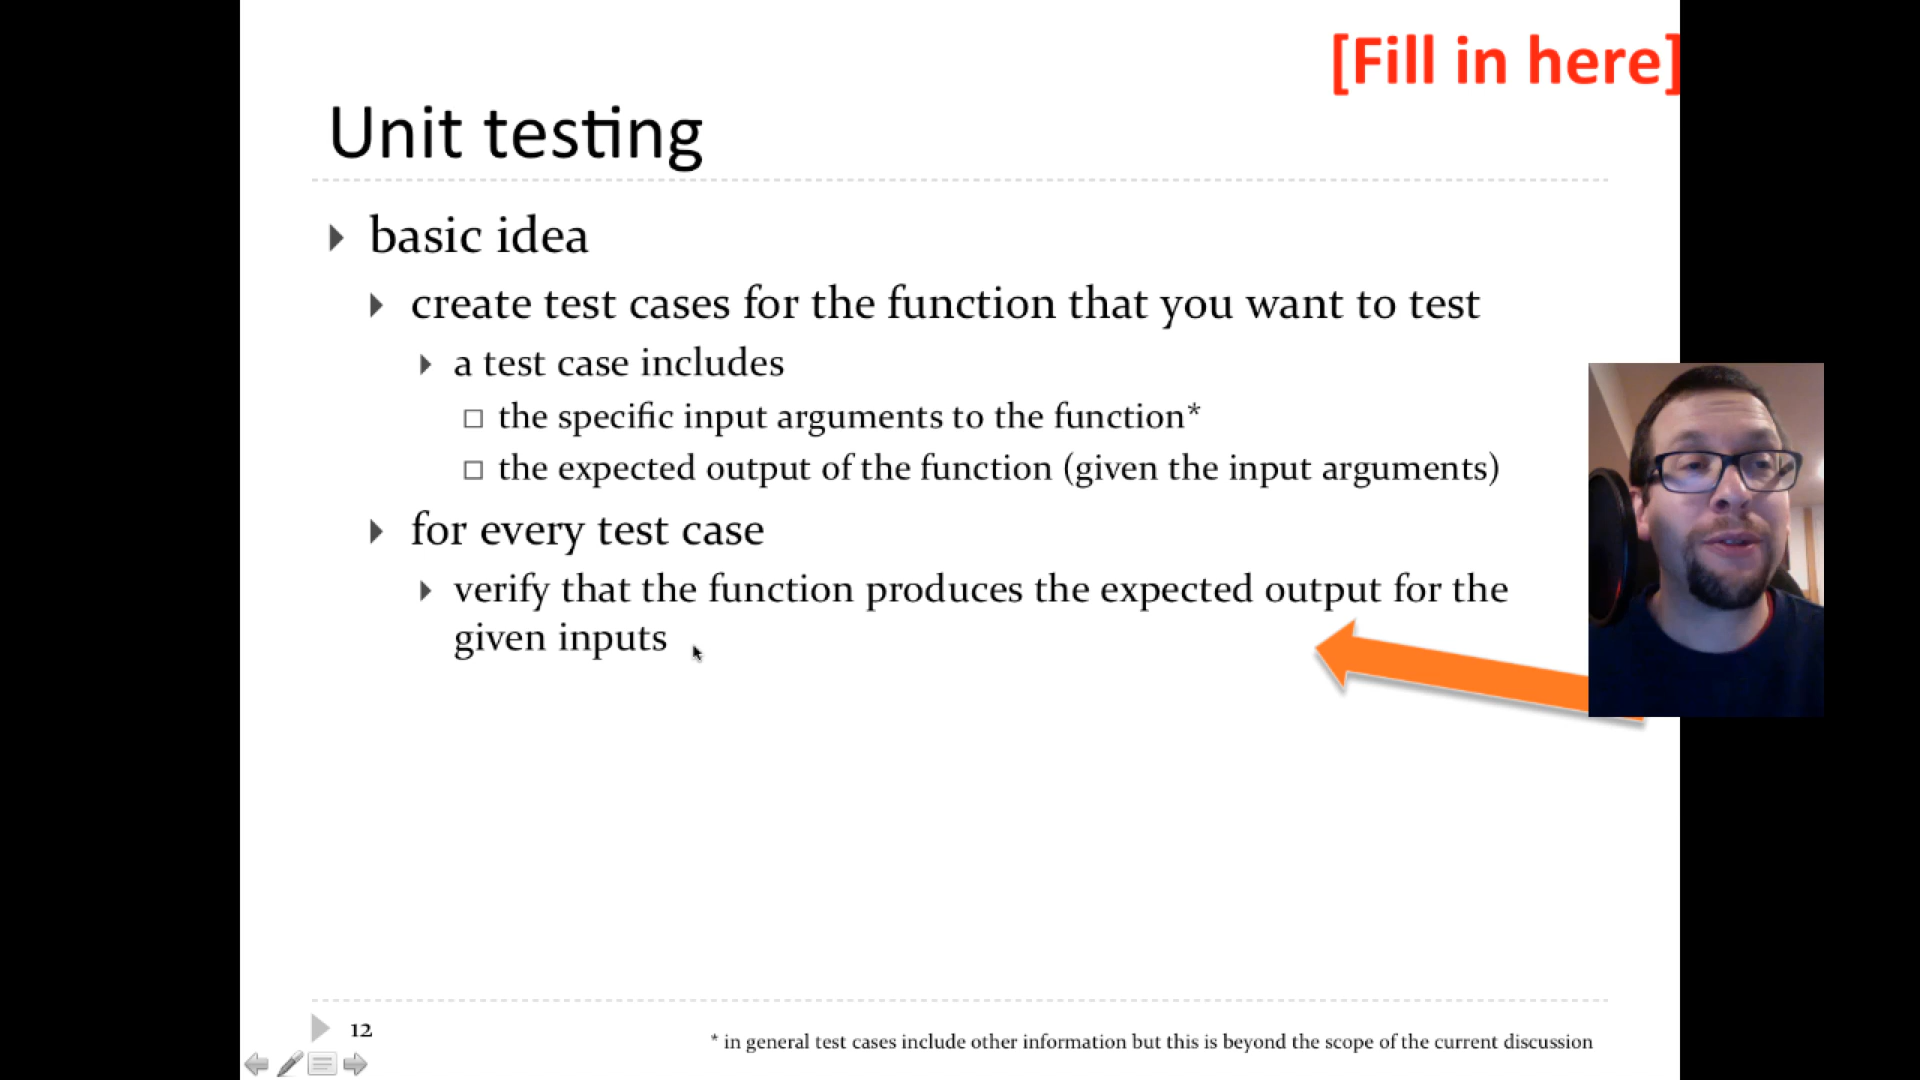 [Fill in here]
Unit testing
basic idea
create test cases for the function that you want to test
a test case includes
the specific input arguments to the function*
the expected output of the function (given the input arguments)
for every test case
verify that the function produces the expected output for the
given inputs
12
* in general test cases include other information but this is beyond the scope of the current discussion